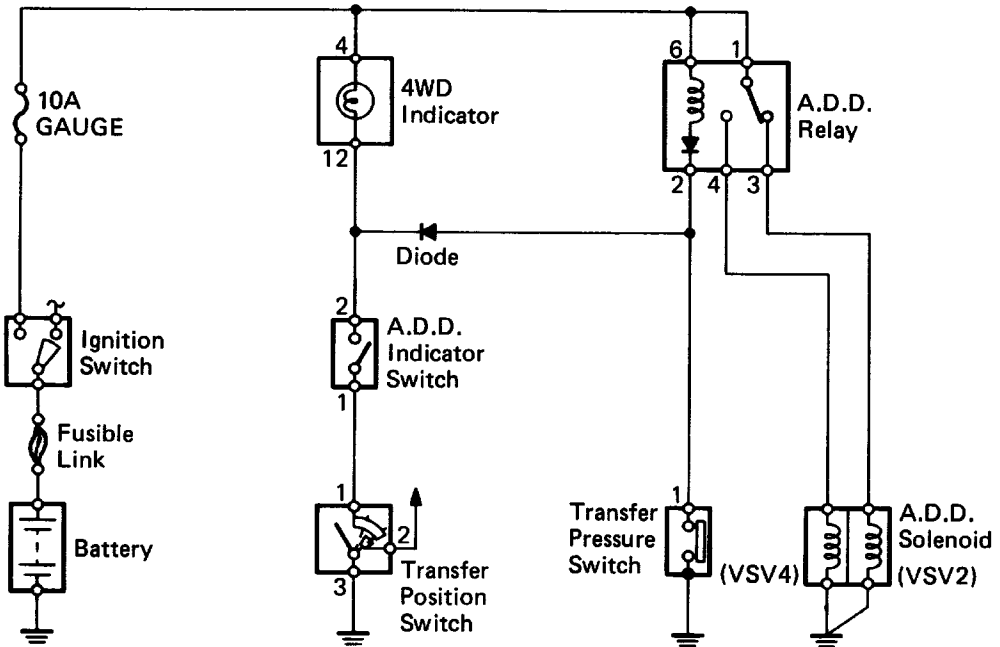 4
6
1
10A
GAUGE
4WD
Indicator
A.D.D.
Relay
12
2
4
3
Diode
2
A.D.D.
Indicator
Switch
1
Ignition
Switch
Fusible
Link
Battery
1
2
3
Transfer
Position
Switch
Transfer
Pressure
Switch
1
(VSV4)
A.D.D.
Solenoid
(VSV2)